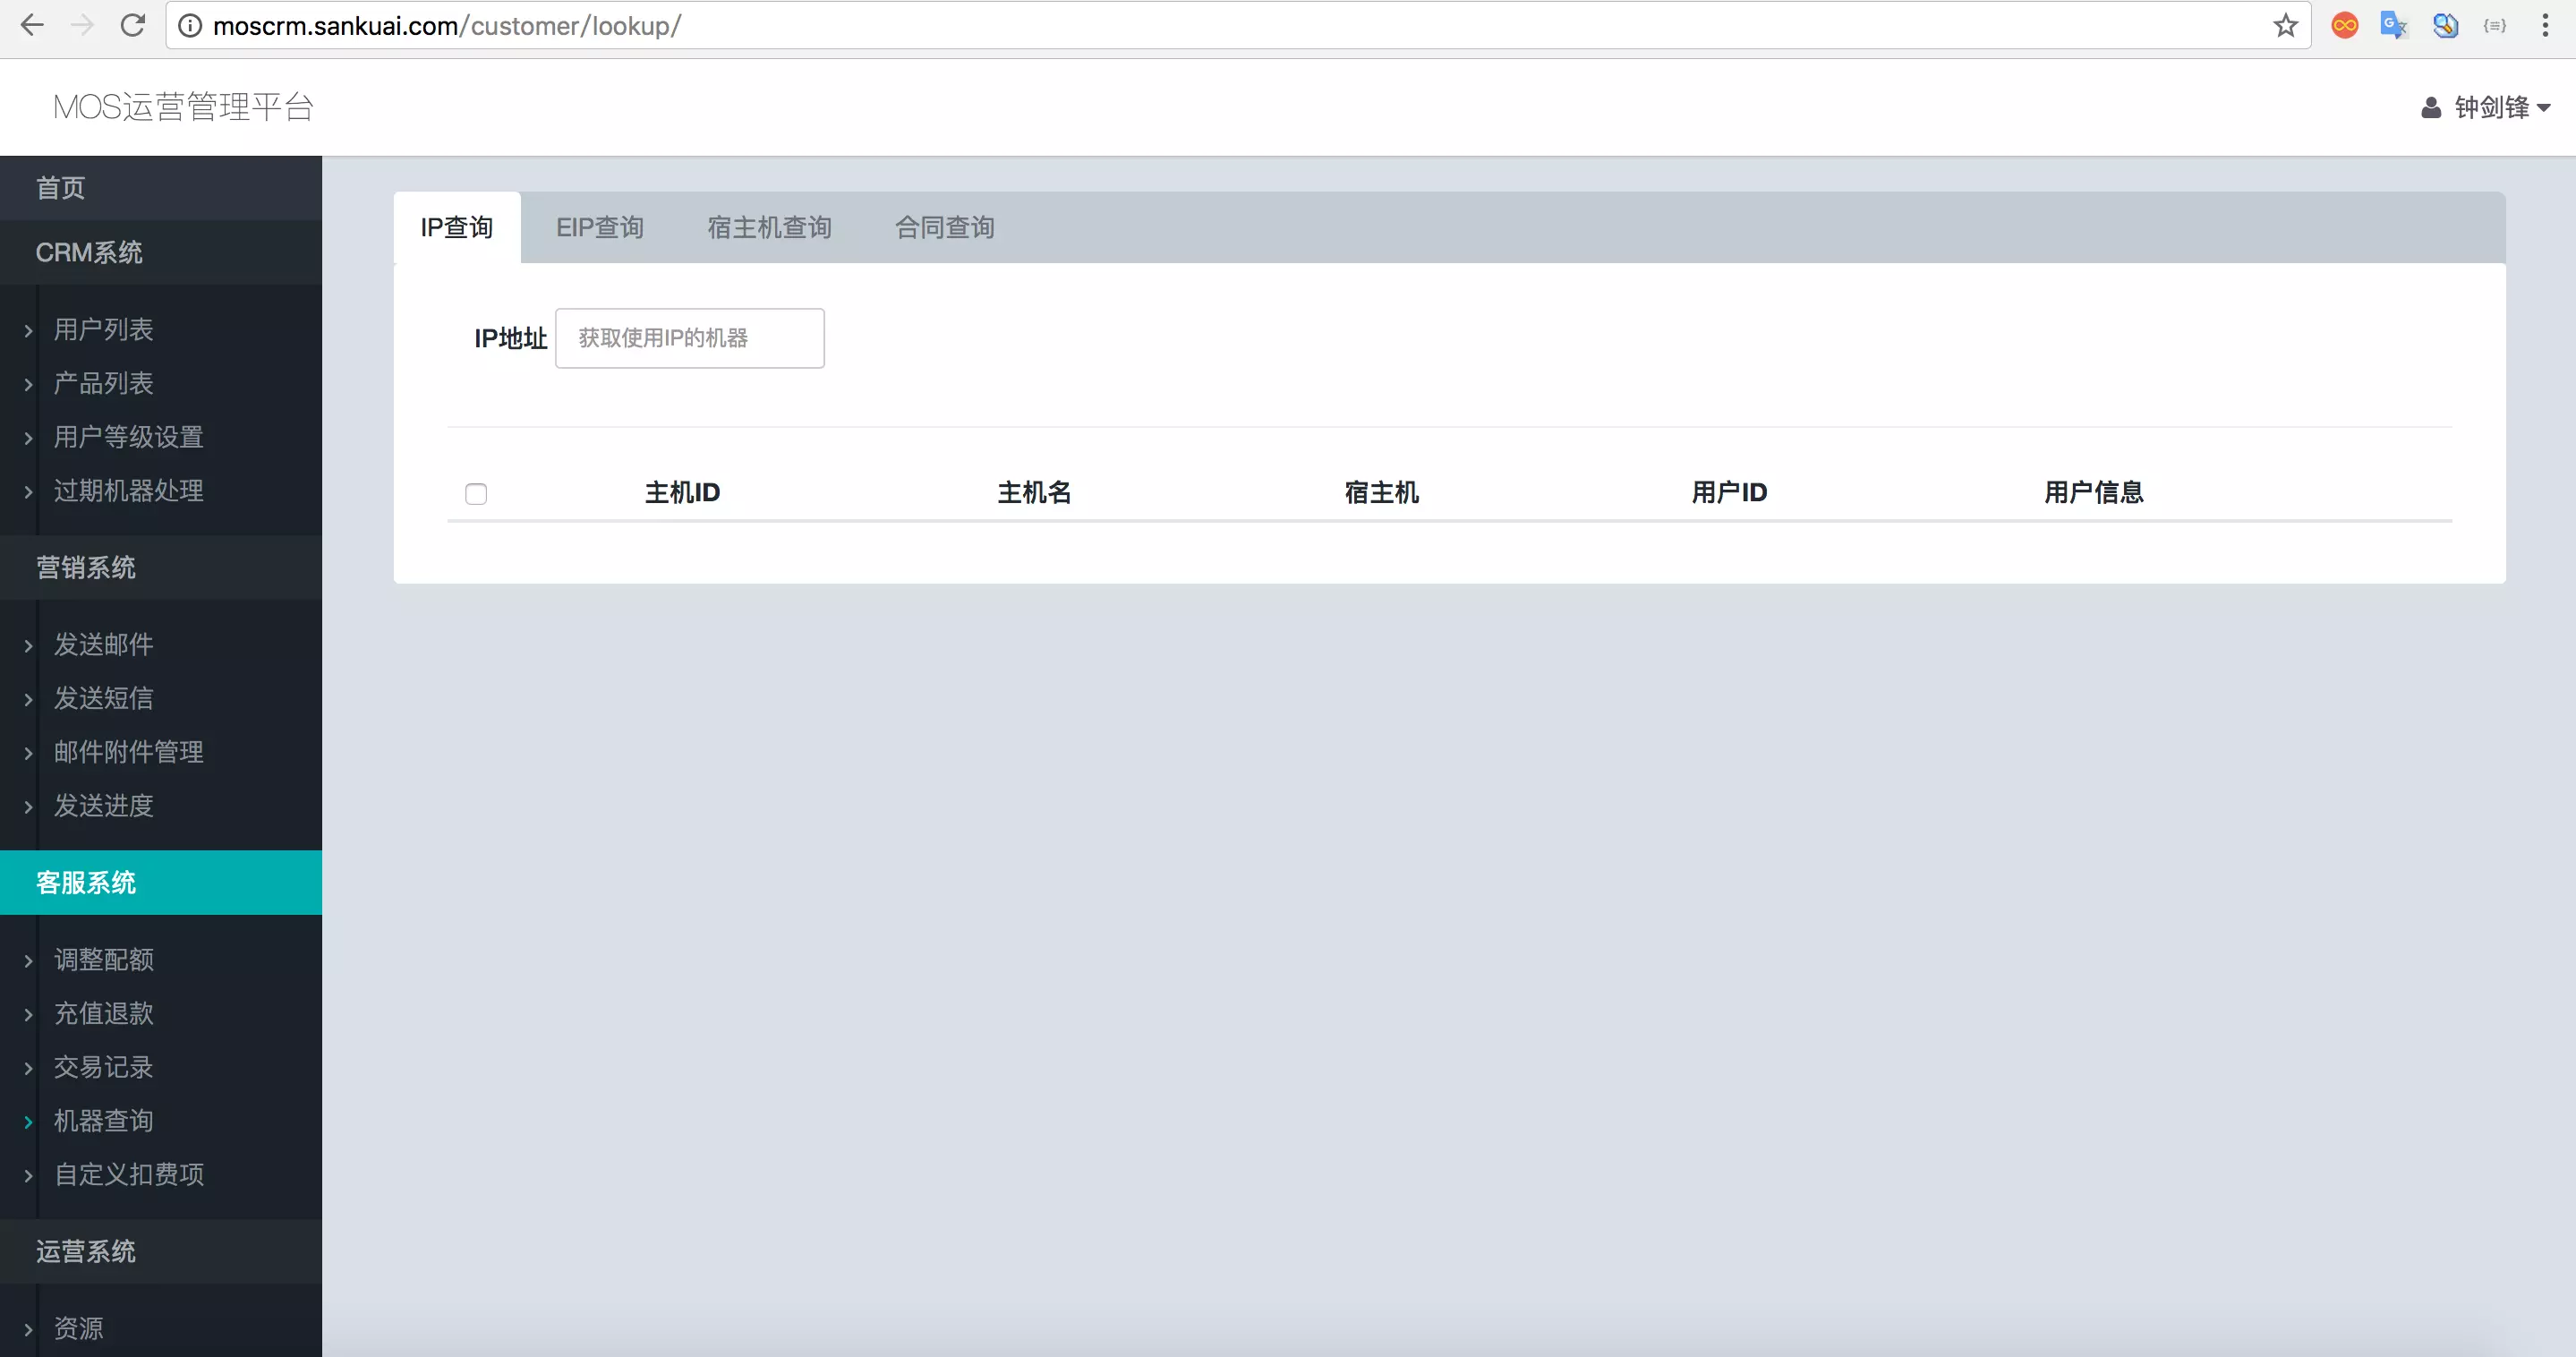 moscrm.sankuai.com/customer/lookup/
MOS运营管理平台
钟剑锋
首页
CRM系统
用户列表
产品列表
用户等级设置
过期机器处理
营销系统
发送邮件
发送短信
邮件附件管理
发送进度
客服系统
调整配额
充值退款
交易记录
机器查询
自定义扣费项
运营系统
资源
IP查询 EIP查询 宿主机查询 合同查询
IP地址 获取使用IP的机器
主机ID 主机名 宿主机 用户ID 用户信息